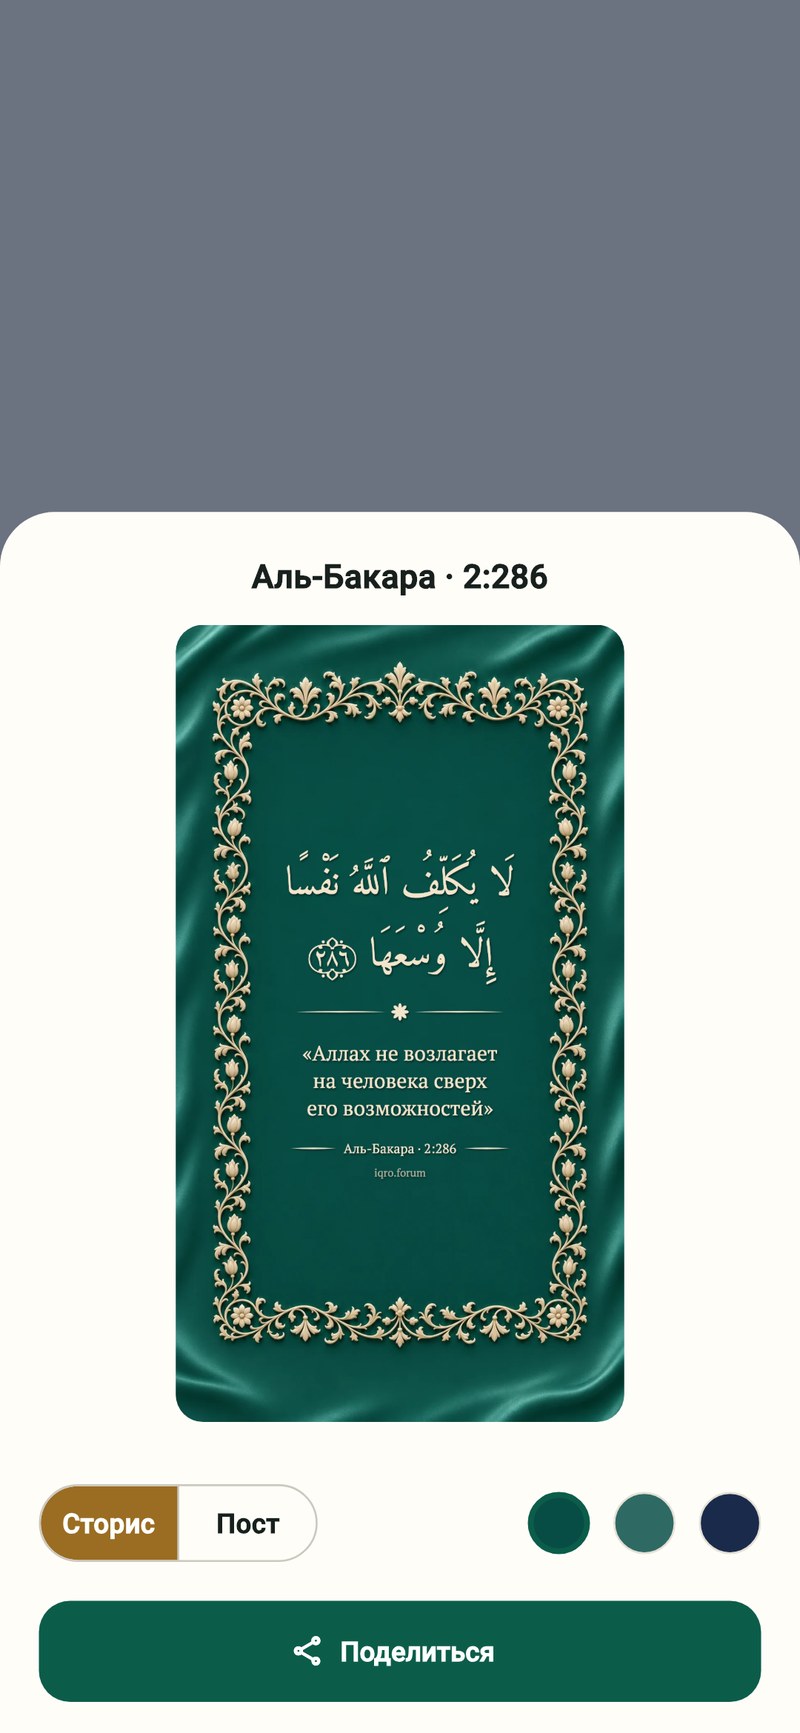 Аль-Бакара · 2:286
لَا يُكَلِّفُ ٱللَّهُ نَفْسًا
إِلَّا وُسْعَهَا ٢٨٦
«Аллах не возлагает
на человека сверх
его возможностей»
Аль-Бакара · 2:286
iqro.forum
Сторис Пост
Поделиться